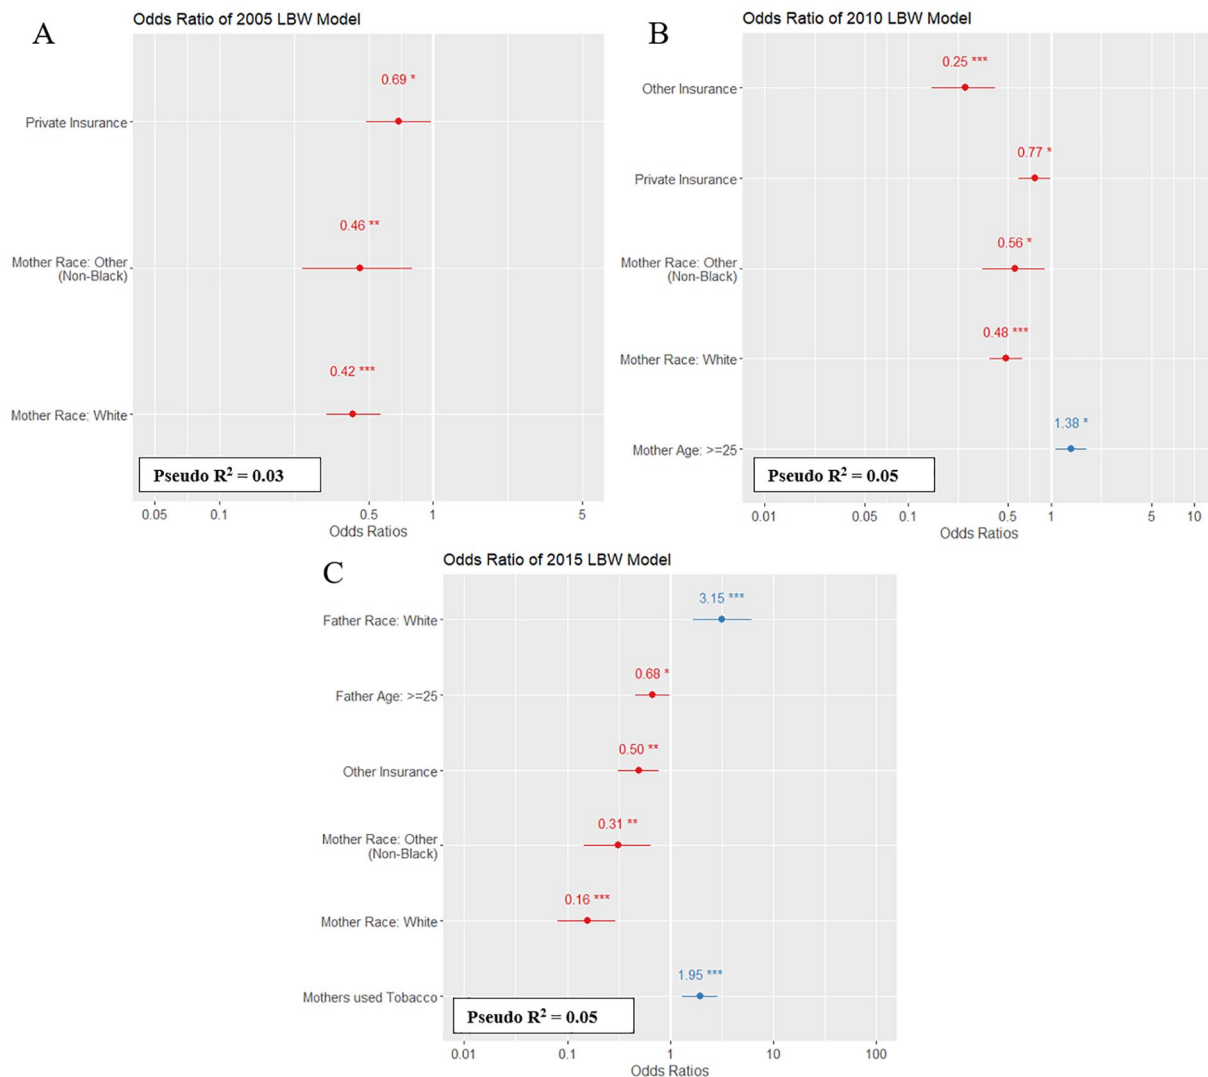 A
Odds Ratio of 2005 LBW Model
0.69 *
Private Insurance
0.46 **
Mother Race: Other
(Non-Black)
0.42 ***
Mother Race: White
Pseudo R² = 0.03
0.05
0.1
0.5
1
5
Odds Ratios
B
Odds Ratio of 2010 LBW Model
0.25 ***
Other Insurance
0.77 *
Private Insurance
0.56 *
Mother Race: Other
(Non-Black)
0.48 ***
Mother Race: White
1.38 *
Mother Age: >=25
Pseudo R² = 0.05
0.01
0.05
0.1
0.5
1
5
10
Odds Ratios
C
Odds Ratio of 2015 LBW Model
3.15 ***
Father Race: White
0.68 *
Father Age: >=25
0.50 **
Other Insurance
0.31 **
Mother Race: Other
(Non-Black)
0.16 ***
Mother Race: White
1.95 ***
Mothers used Tobacco
Pseudo R² = 0.05
0.01
0.1
1
10
100
Odds Ratios